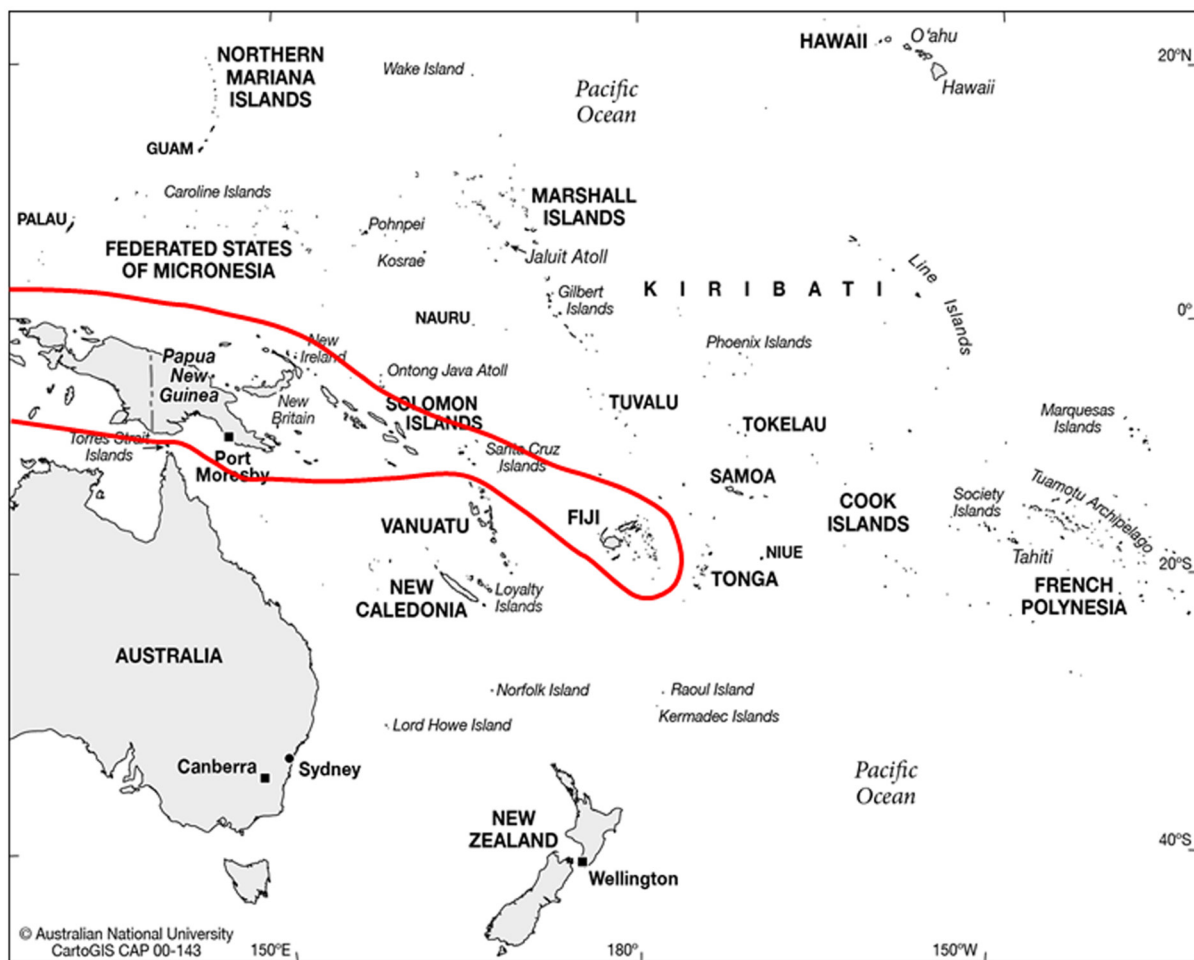 NORTHERN
MARIANA
ISLANDS
Wake Island
Pacific
Ocean
HAWAII
O'ahu
Hawaii
20°N
GUAM
Caroline Islands
PALAU
FEDERATED STATES
OF MICRONESIA
Pohnpei
Kosrae
MARSHALL
ISLANDS
Jaluit Atoll
Gilbert
Islands
KIRIBATI
Line Islands
NAURU
0°
Phoenix Islands
Papua
New
Guinea
New
Ireland
Ontong Java Atoll
New
Britain
SOLOMON
ISLANDS
TUVALU
TOKELAU
Marquesas
Islands
Torres Strait
Islands
Port
Moresby
Santa Cruz
Islands
SAMOA
COOK
ISLANDS
Society
Islands
Tuamotu Archipelago
VANUATU
FIJI
NIUE
Tahiti
TONGA
20°S
NEW
CALEDONIA
Loyalty
Islands
FRENCH
POLYNESIA
AUSTRALIA
Norfolk Island
Raoul Island
Lord Howe Island
Kermadec Islands
Canberra
Sydney
Pacific
Ocean
NEW
ZEALAND
Wellington
40°S
© Australian National University
CartoGIS CAP 00-143
150°E
180°
150°W